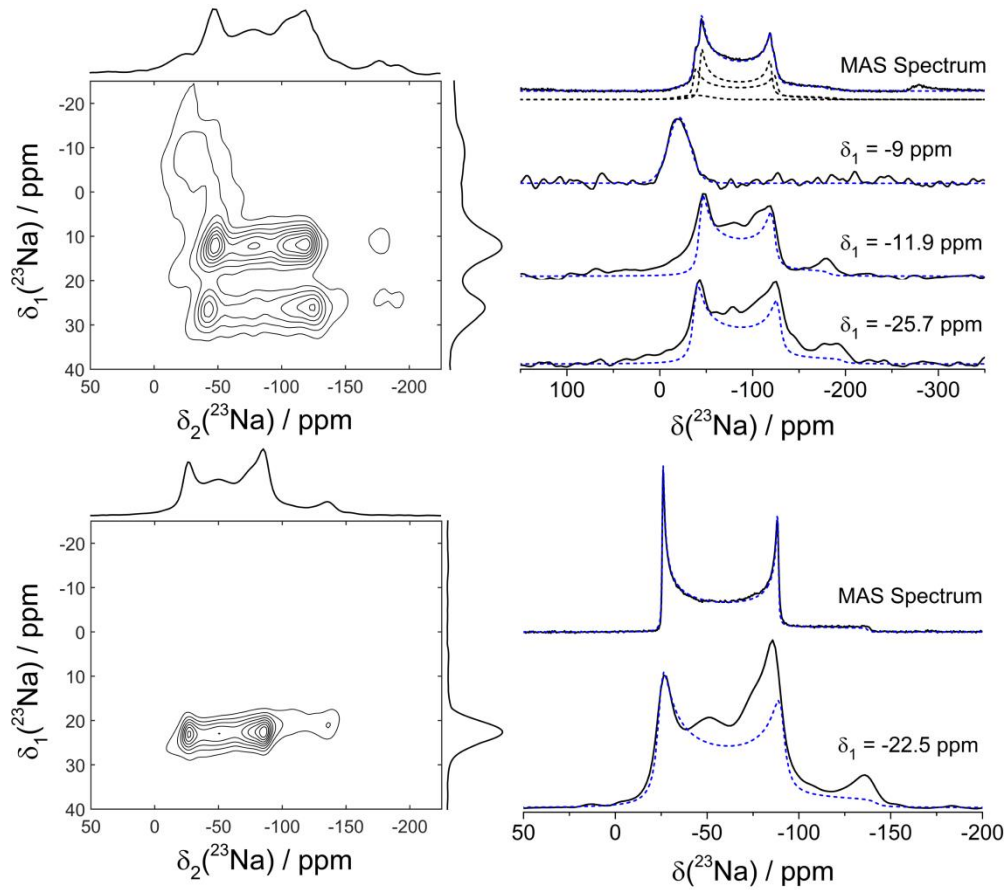 -20
-10
0
10
20
30
40
δ₁(²³Na) / ppm
50 0 -50 -100 -150 -200
δ₂(²³Na) / ppm
MAS Spectrum
δ₁ = -9 ppm
δ₁ = -11.9 ppm
δ₁ = -25.7 ppm
100 0 -100 -200 -300
δ(²³Na) / ppm
-20
-10
0
10
20
30
40
δ₁(²³Na) / ppm
50 0 -50 -100 -150 -200
δ₂(²³Na) / ppm
MAS Spectrum
δ₁ = -22.5 ppm
50 0 -50 -100 -150 -200
δ(²³Na) / ppm